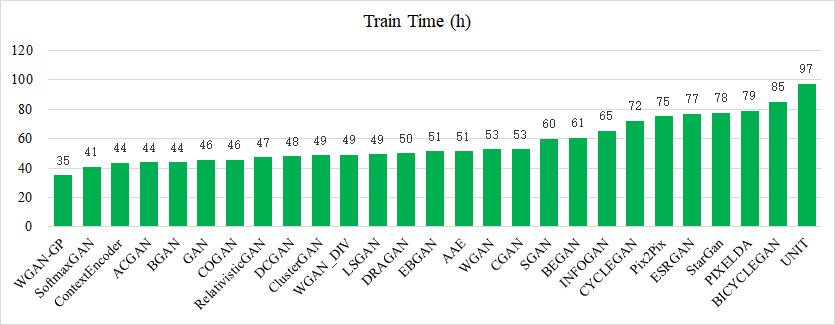 Train Time (h)
120
100
80
60
40
20
0
35 41 44 44 44 46 46 47 48 49 49 49 50 51 51 53 53 60 61 65 72 75 77 78 79 85 97
WGAN-GP
SoftmaxGAN
ContextEncoder
ACGAN
BGAN
GAN
COGAN
RelativisticGAN
DCGAN
ClusterGAN
WGAN_DIV
LSGAN
DRAGAN
EBGAN
AAE
WGAN
CGAN
SGAN
BEGAN
INFOGAN
CYCLEGAN
Pix2Pix
ESRGAN
StarGan
PIXELDA
BICYCLEGAN
UNIT